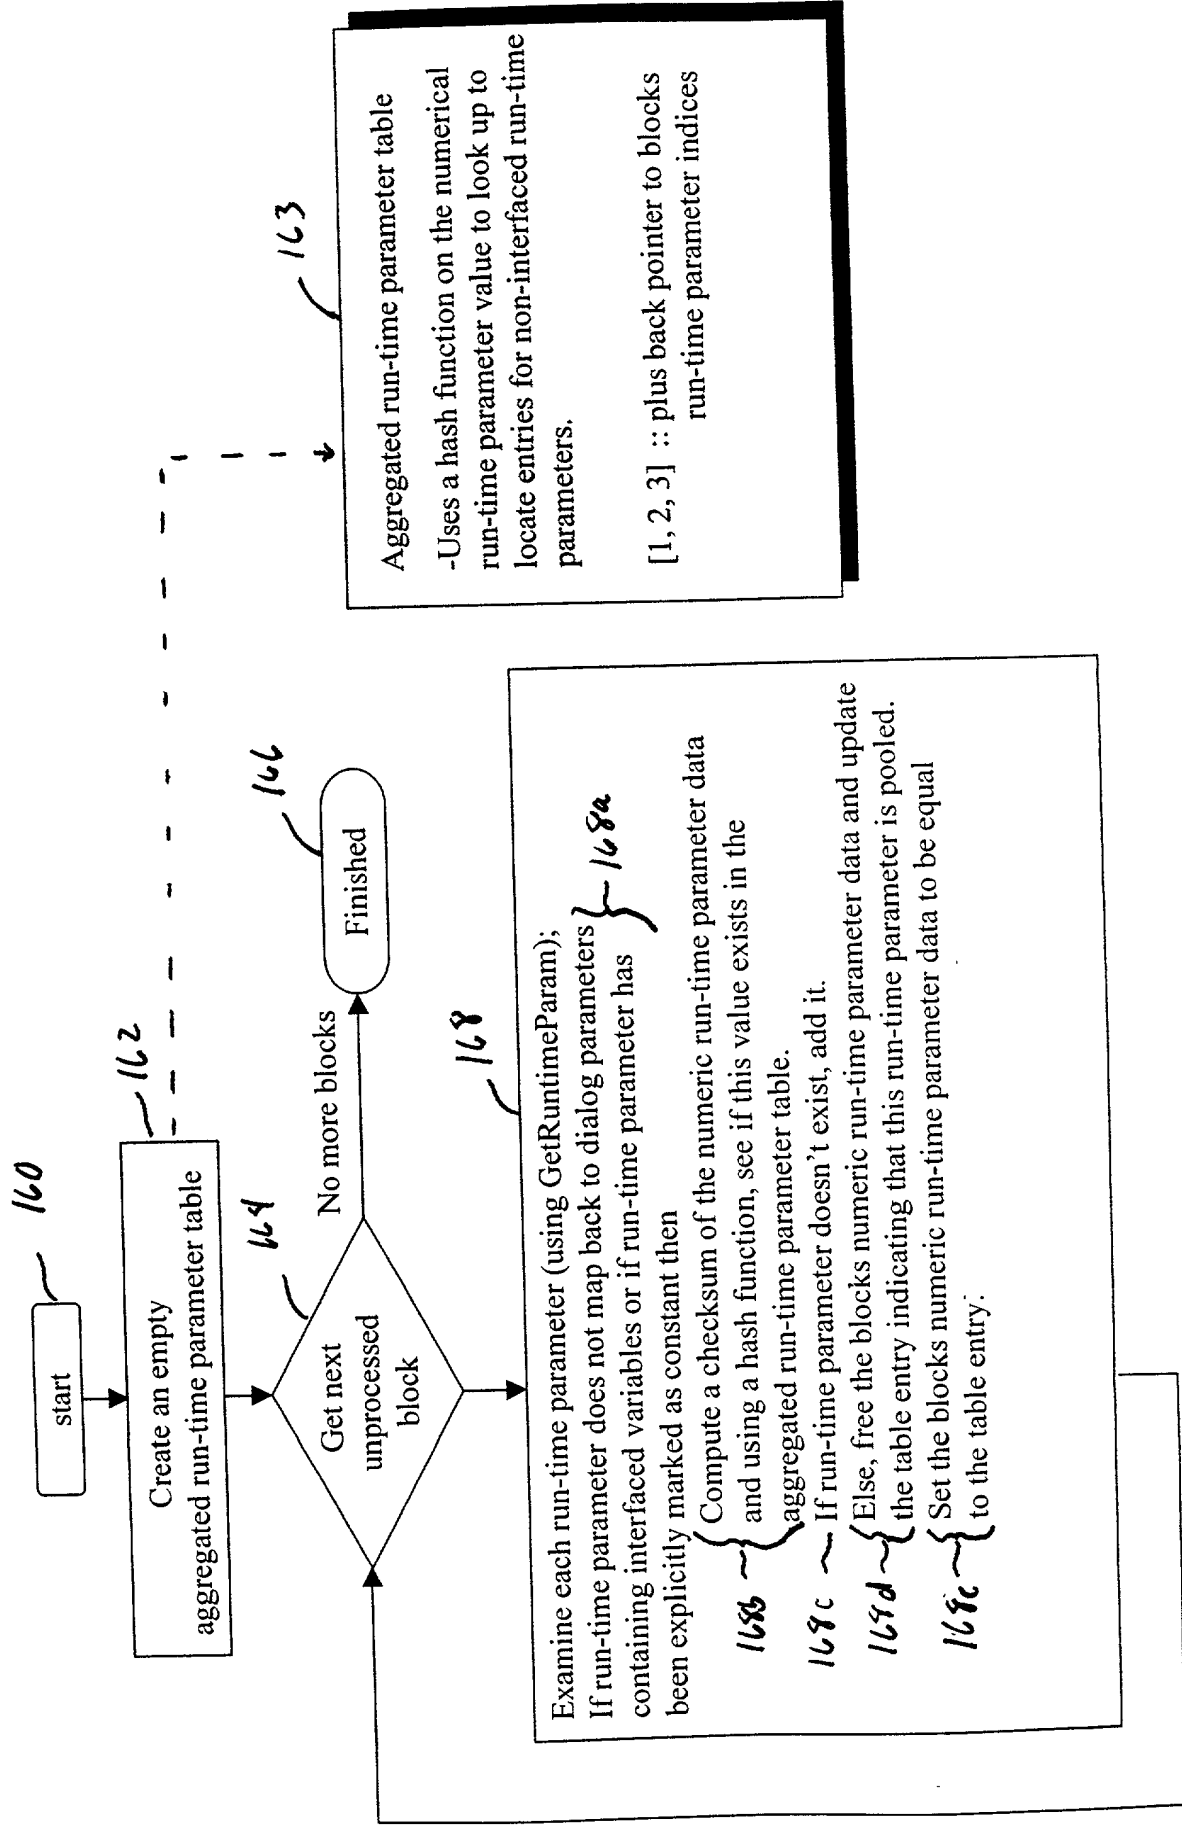 start
160
Create an empty
aggregated run-time parameter table
162
Get next
unprocessed
block
164
No more blocks
Finished
166
Aggregated run-time parameter table
-Uses a hash function on the numerical
run-time parameter value to look up to
locate entries for non-interfaced run-time
parameters.
[1, 2, 3] :: plus back pointer to blocks
run-time parameter indices
163
168
Examine each run-time parameter (using GetRuntimeParam);
If run-time parameter does not map back to dialog parameters
containing interfaced variables or if run-time parameter has
been explicitly marked as constant then
168a
Compute a checksum of the numeric run-time parameter data
and using a hash function, see if this value exists in the
aggregated run-time parameter table.
168b
If run-time parameter doesn't exist, add it.
168c
Else, free the blocks numeric run-time parameter data and update
the table entry indicating that this run-time parameter is pooled.
168d
Set the blocks numeric run-time parameter data to be equal
to the table entry.
168e